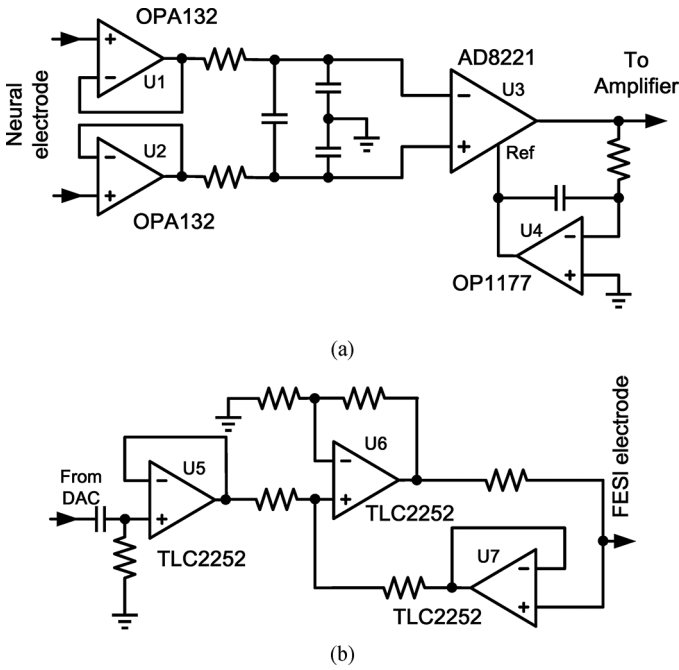 OPA132
+
−
U1
Neural
electrode
−
+
U2
OPA132
AD8221
U3
−
+
Ref
To
Amplifier
U4
−
+
OP1177
(a)
From
DAC
U5
−
+
TLC2252
U6
−
+
TLC2252
U7
−
+
TLC2252
FESI electrode
(b)